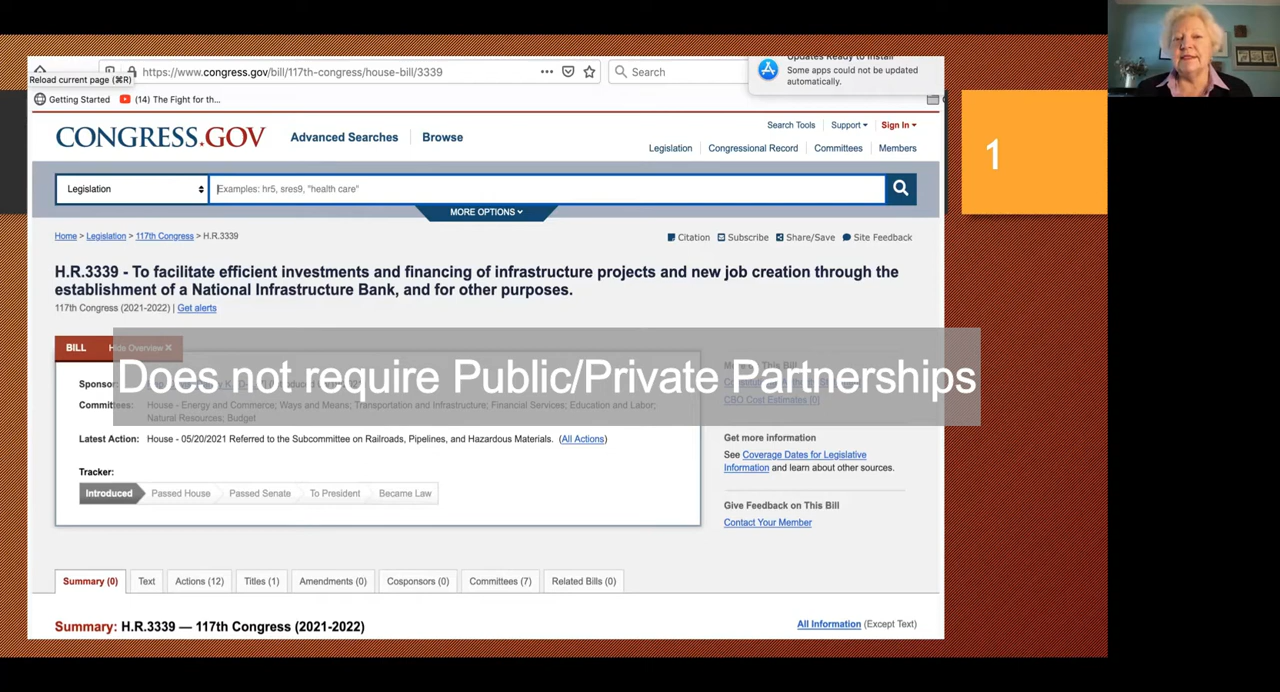 Updates Ready to Install
https://www.congress.gov/bill/117th-congress/house-bill/3339
Search
Some apps could not be updated
automatically.
Reload current page (⌘R)
Getting Started
(14) The Fight for th...
CONGRESS.GOV
Advanced Searches
Browse
Search Tools
Support
Sign In
Legislation
Congressional Record
Committees
Members
1
Legislation
Examples: hr5, sres9, "health care"
MORE OPTIONS
Home > Legislation > 117th Congress > H.R.3339
Citation
Subscribe
Share/Save
Site Feedback
H.R.3339 - To facilitate efficient investments and financing of infrastructure projects and new job creation through the
establishment of a National Infrastructure Bank, and for other purposes.
117th Congress (2021-2022) | Get alerts
BILL
Hide Overview ×
Does not require Public/Private Partnerships
Sponsor:
Committees:
House - Energy and Commerce; Ways and Means; Transportation and Infrastructure; Financial Services; Education and Labor;
Natural Resources; Budget
Latest Action:
House - 05/20/2021 Referred to the Subcommittee on Railroads, Pipelines, and Hazardous Materials. (All Actions)
Tracker:
Introduced
Passed House
Passed Senate
To President
Became Law
More on This Bill
CBO Cost Estimates [0]
Get more information
See Coverage Dates for Legislative
Information and learn about other sources.
Give Feedback on This Bill
Contact Your Member
Summary (0)
Text
Actions (12)
Titles (1)
Amendments (0)
Cosponsors (0)
Committees (7)
Related Bills (0)
Summary: H.R.3339 — 117th Congress (2021-2022)
All Information (Except Text)